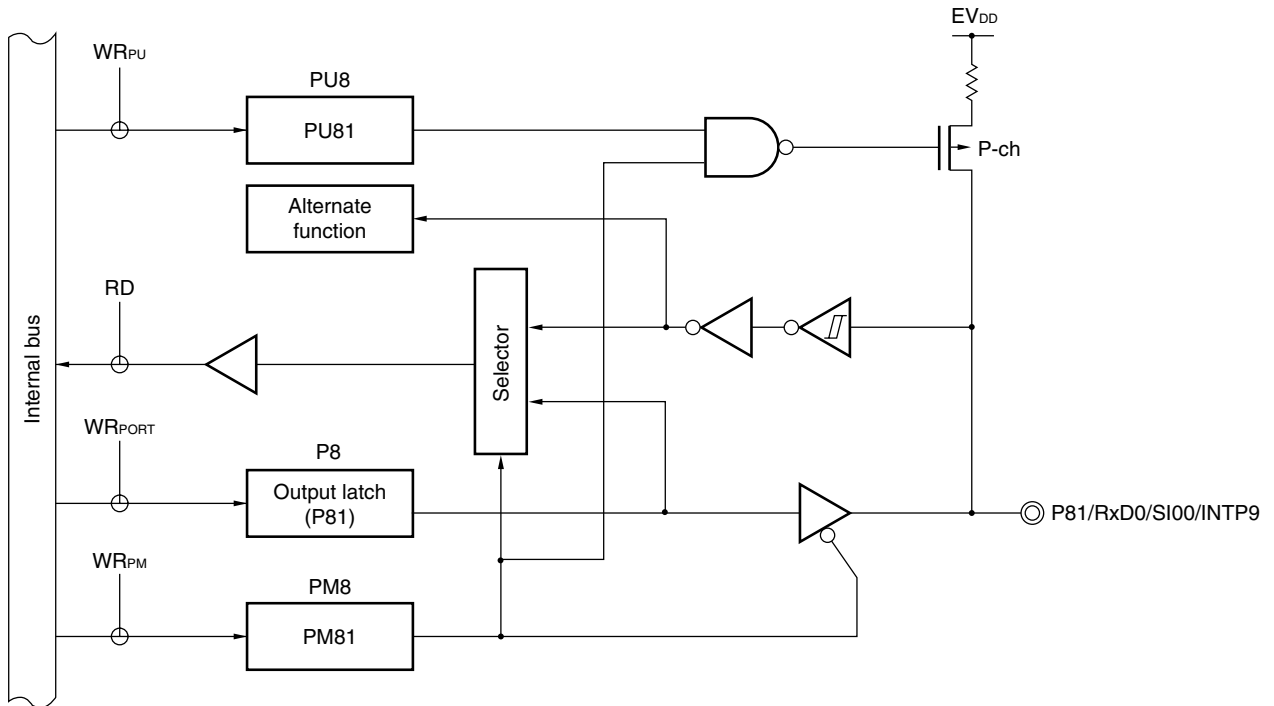 EVDD
WRPU
PU8
PU81
P-ch
Alternate
function
RD
Internal bus
Selector
WRPORT
P8
Output latch
(P81)
P81/RxD0/SI00/INTP9
WRPM
PM8
PM81